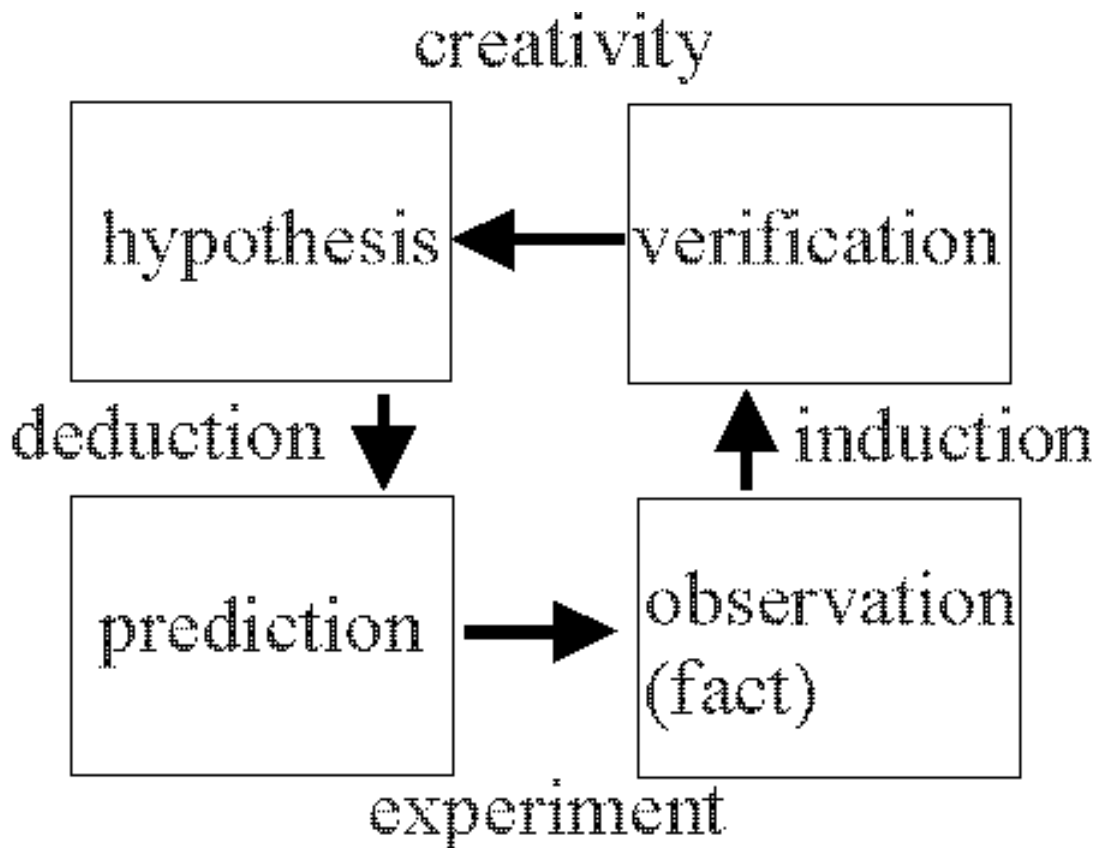 creativity
hypothesis
verification
deduction
induction
prediction
observation
(fact)
experiment